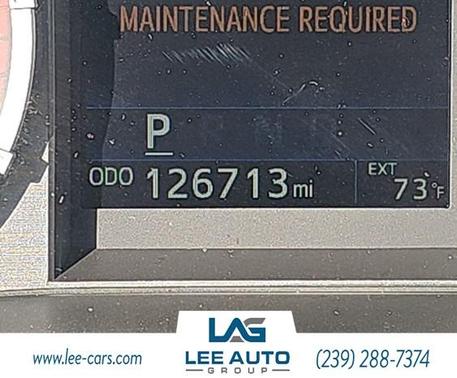 MAINTENANCE REQUIRED
P
ODO 126713 mi
EXT
73°F
LAG
LEE AUTO
GROUP
www.lee-cars.com
(239) 288-7374